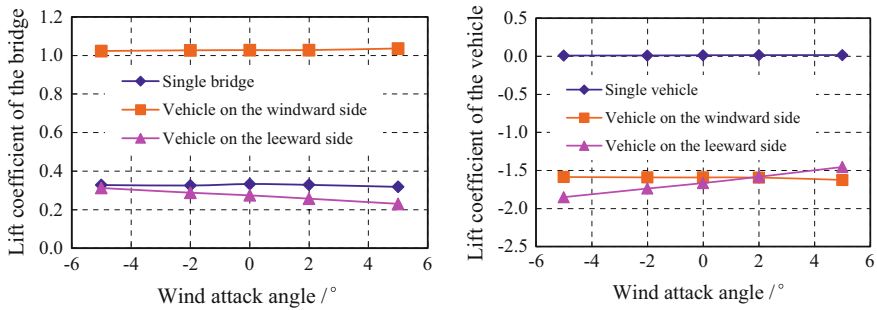 Lift coefficient of the bridge
1.2
1.0
0.8
0.6
0.4
0.2
0.0
Single bridge
Vehicle on the windward side
Vehicle on the leeward side
-6 -4 -2 0 2 4 6
Wind attack angle /°
Lift coefficient of the vehicle
0.5
0.0
-0.5
-1.0
-1.5
-2.0
-2.5
Single vehicle
Vehicle on the windward side
Vehicle on the leeward side
-6 -4 -2 0 2 4 6
Wind attack angle /°